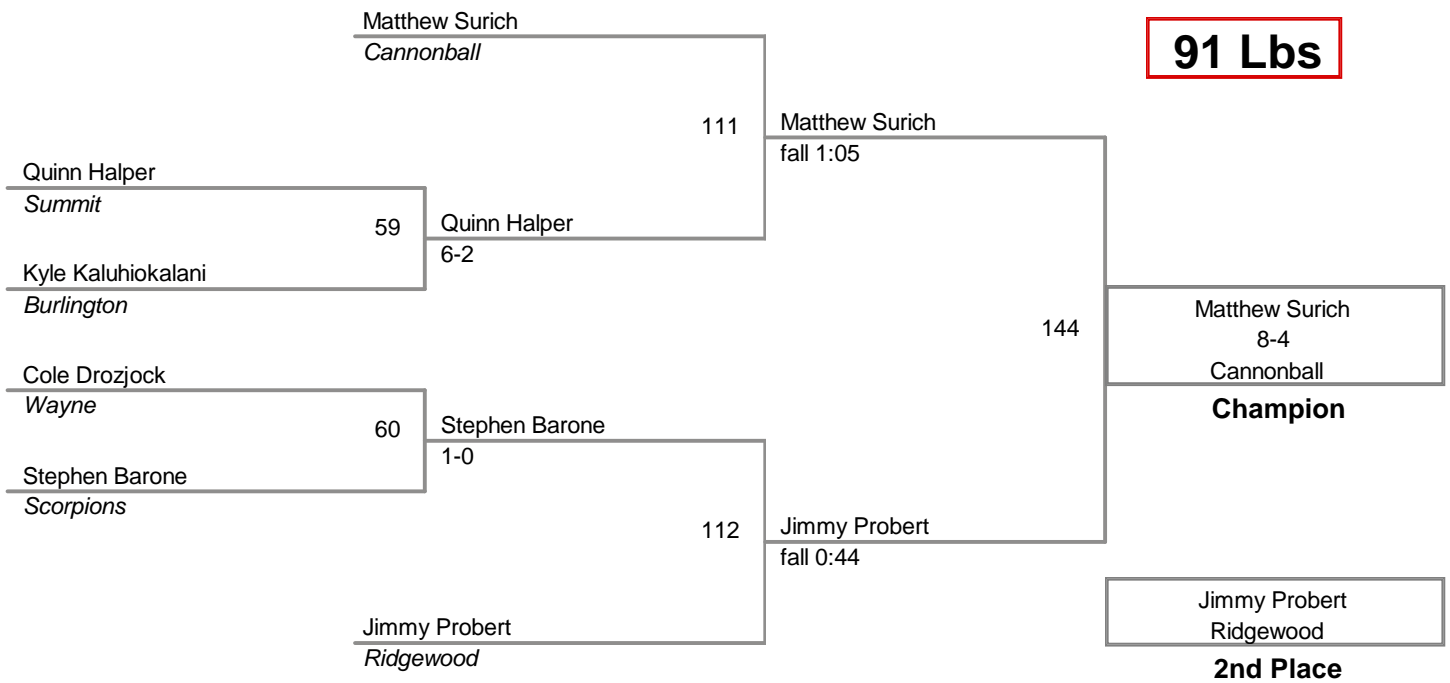 Matthew Surich
Cannonball
91 Lbs
111
Matthew Surich
fall 1:05
Quinn Halper
Summit
59
Quinn Halper
6-2
Kyle Kaluhiokalani
Burlington
144
Matthew Surich
8-4
Cannonball
Champion
Cole Drozjock
Wayne
60
Stephen Barone
1-0
Stephen Barone
Scorpions
112
Jimmy Probert
fall 0:44
Jimmy Probert
Ridgewood
Jimmy Probert
Ridgewood
2nd Place